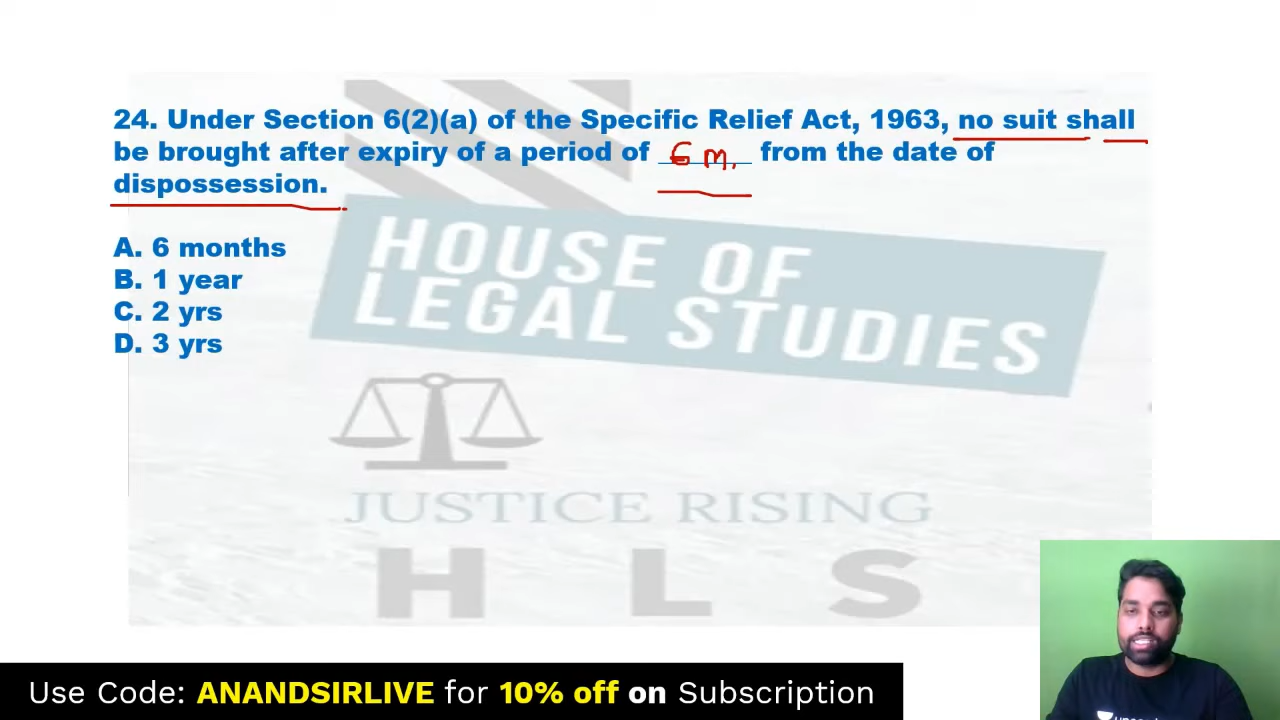 24. Under Section 6(2)(a) of the Specific Relief Act, 1963, no suit shall
be brought after expiry of a period of 6 m. from the date of
dispossession.
A. 6 months
B. 1 year
C. 2 yrs
D. 3 yrs
HOUSE OF
LEGAL STUDIES
JUSTICE RISING
H L S
Use Code: ANANDSIRLIVE for 10% off on Subscription